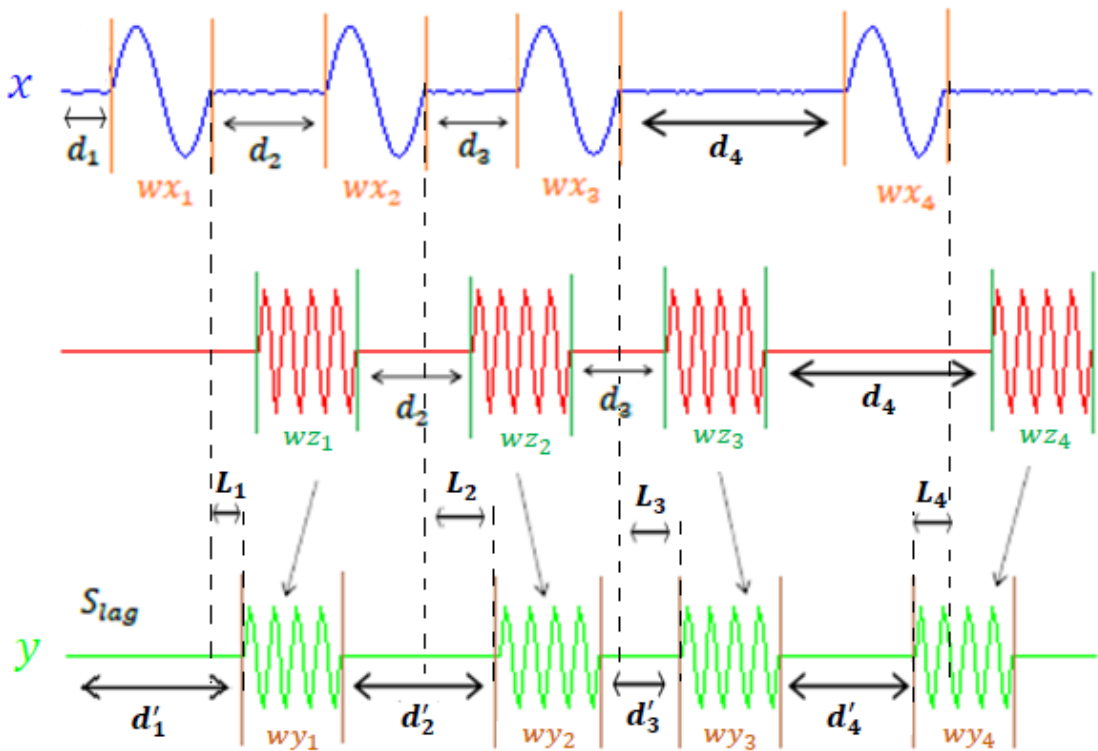 x
d₁ d₂ d₃ d₄
wx₁ wx₂ wx₃ wx₄
d₂ d₃ d₄
wz₁ wz₂ wz₃ wz₄
L₁ L₂ L₃ L₄
S_lag
y
d′₁ d′₂ d′₃ d′₄
wy₁ wy₂ wy₃ wy₄